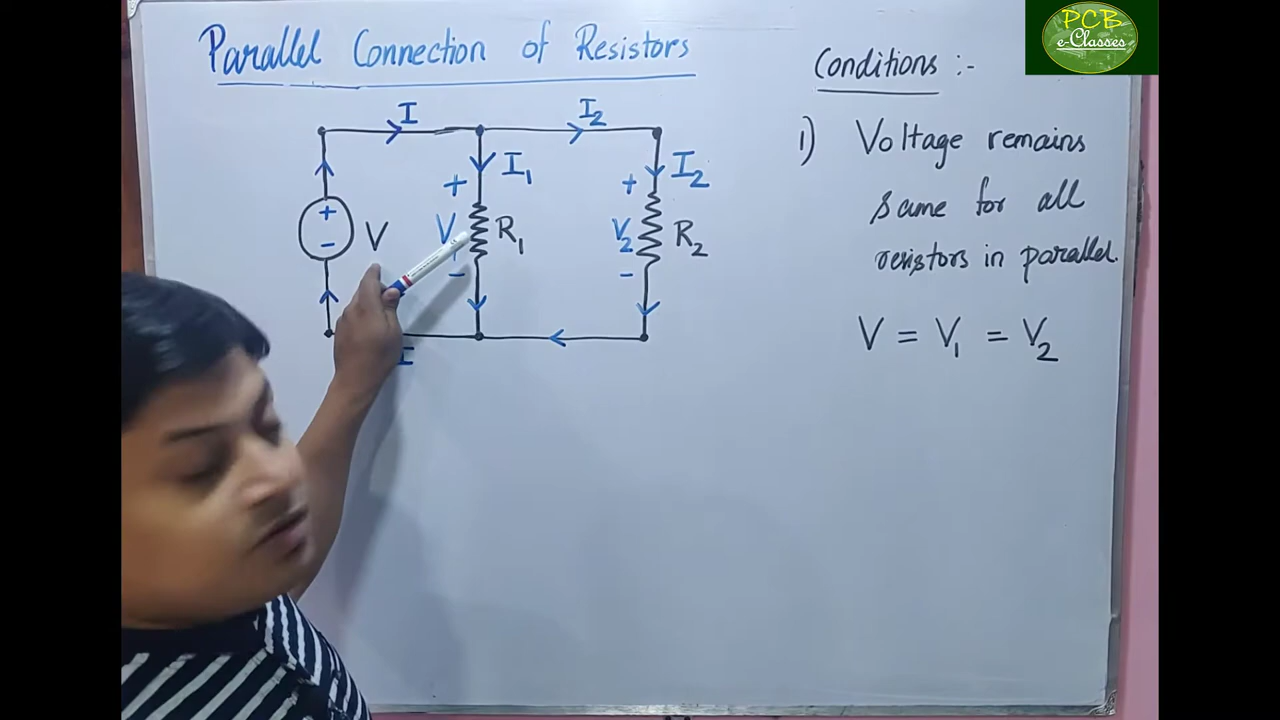 Parallel Connection of Resistors
PCB
e-Classes
Conditions :-
1) Voltage remains
same for all
resistors in parallel.
V = V₁ = V₂
I
I₂
I₁
I₂
+
+
+
-
V
V
R₁
V₂
R₂
-
-
I